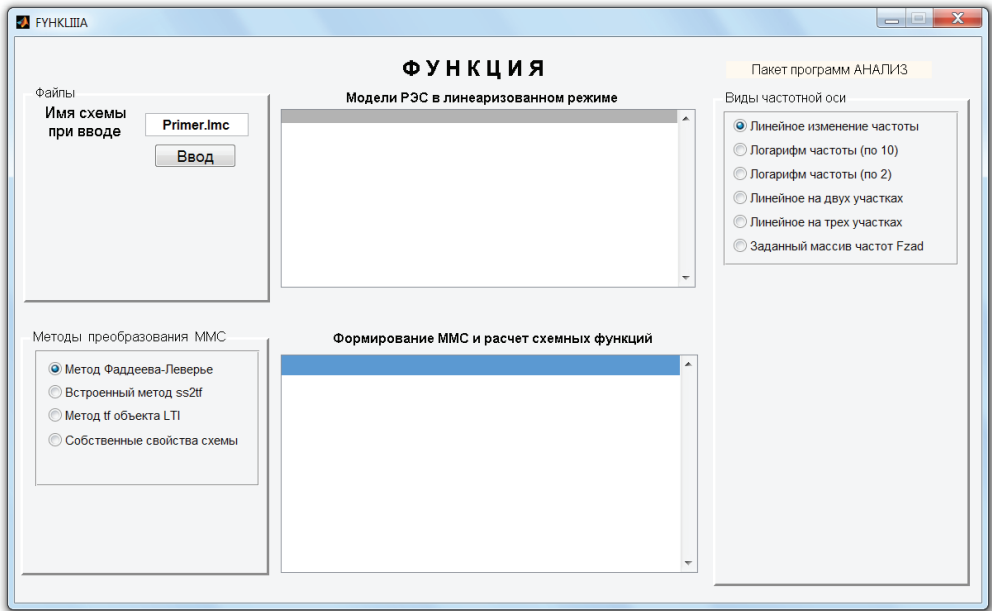 FYHKLIIIA
Ф У Н К Ц И Я
Пакет программ АНАЛИЗ
Файлы
Имя схемы
при вводе
Primer.lmc
Ввод
Модели РЭС в линеаризованном режиме
Виды частотной оси
Линейное изменение частоты
Логарифм частоты (по 10)
Логарифм частоты (по 2)
Линейное на двух участках
Линейное на трех участках
Заданный массив частот Fzad
Методы преобразования ММС
Метод Фаддеева-Леверье
Встроенный метод ss2tf
Метод tf объекта LTI
Собственные свойства схемы
Формирование ММС и расчет схемных функций